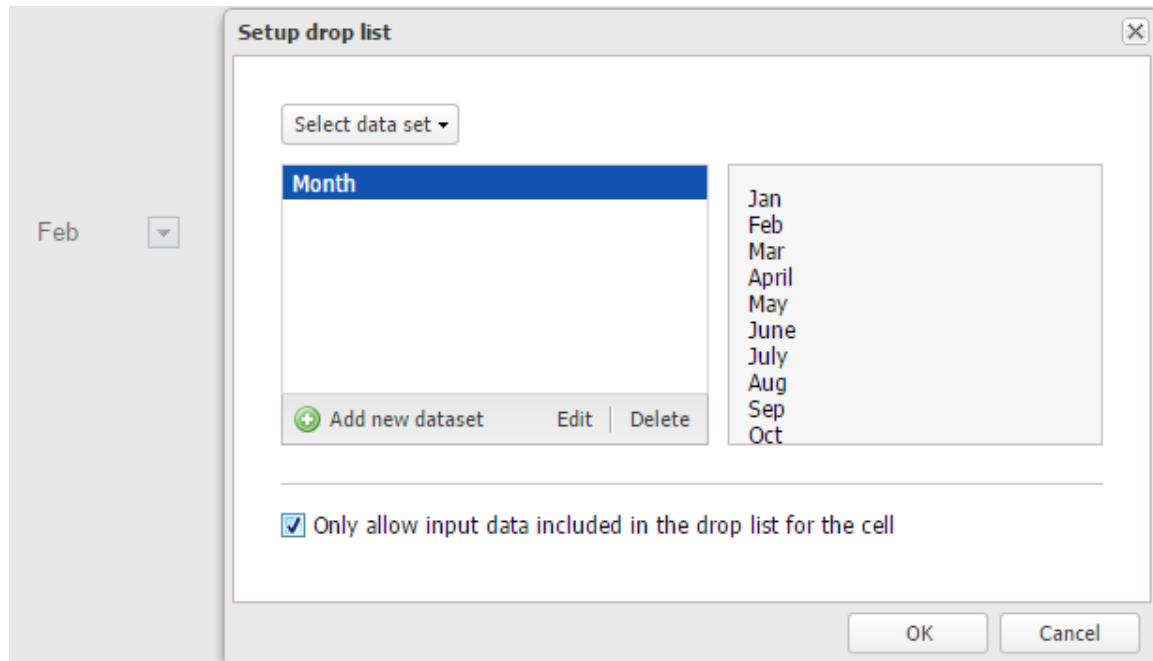 Setup drop list
Select data set
Month
Feb
Jan
Feb
Mar
April
May
June
July
Aug
Sep
Oct
Add new dataset Edit Delete
Only allow input data included in the drop list for the cell
OK Cancel